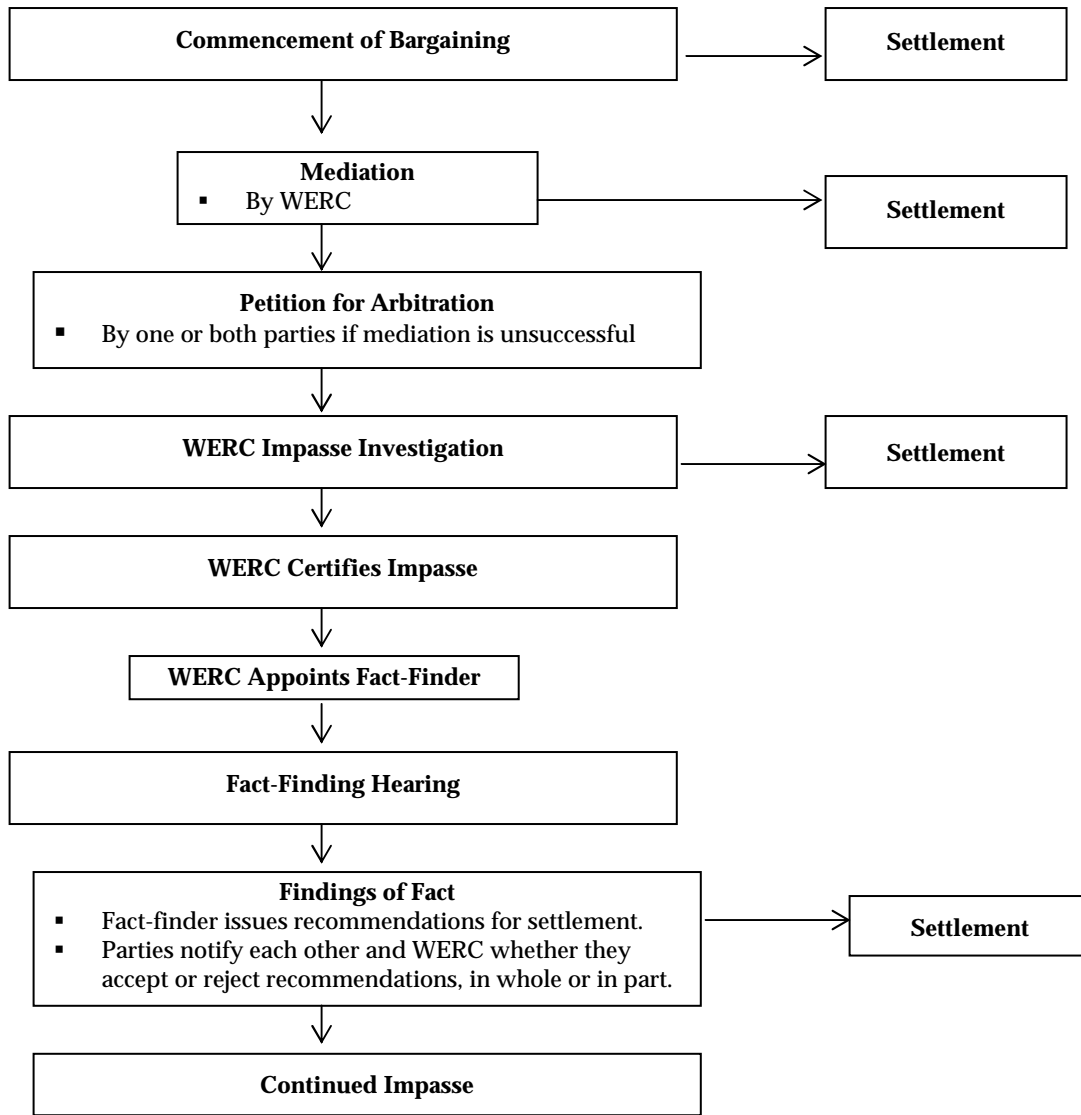 Commencement of Bargaining
Settlement
Mediation
▪ By WERC
Settlement
Petition for Arbitration
▪ By one or both parties if mediation is unsuccessful
WERC Impasse Investigation
Settlement
WERC Certifies Impasse
WERC Appoints Fact-Finder
Fact-Finding Hearing
Findings of Fact
▪ Fact-finder issues recommendations for settlement.
▪ Parties notify each other and WERC whether they
accept or reject recommendations, in whole or in part.
Settlement
Continued Impasse